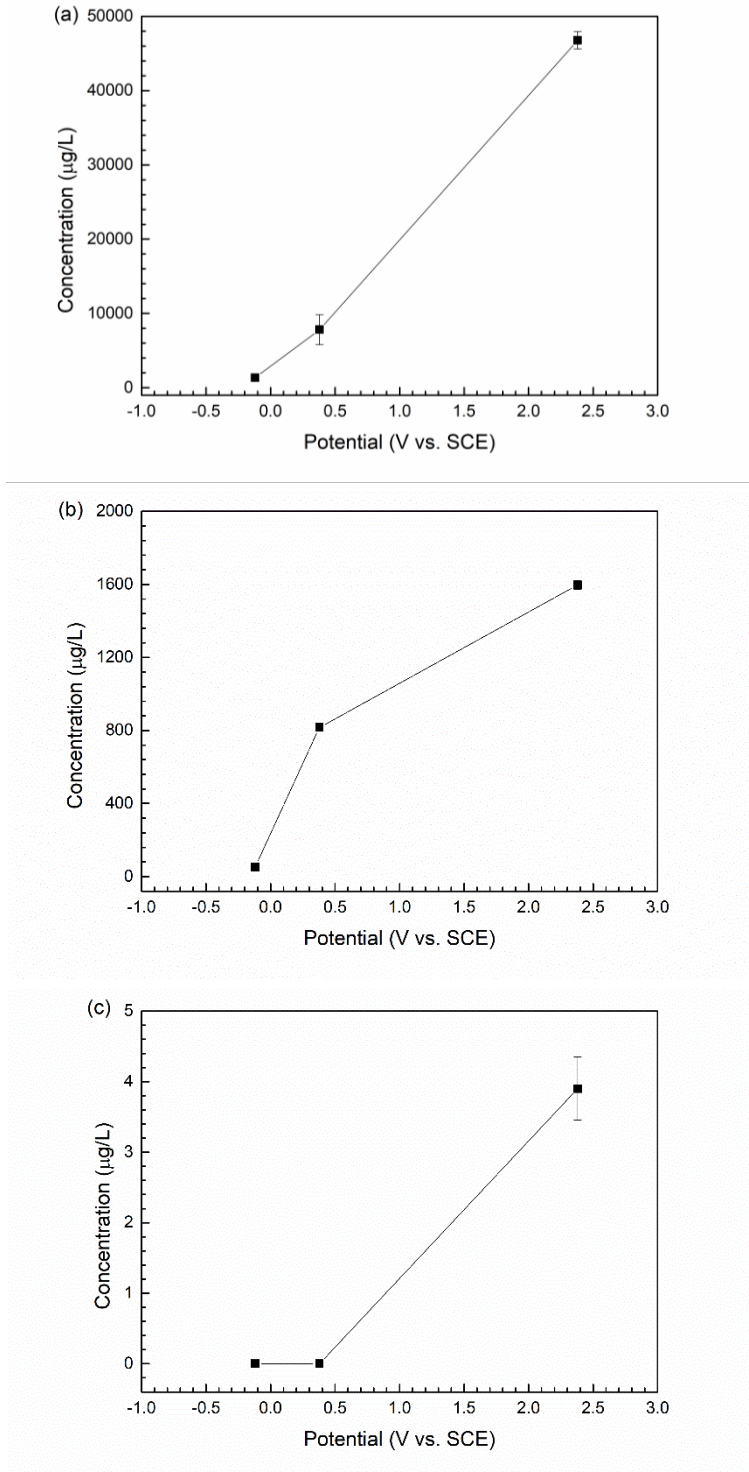 (a)
50000
40000
30000
20000
10000
0
Concentration (μg/L)
-1.0 -0.5 0.0 0.5 1.0 1.5 2.0 2.5 3.0
Potential (V vs. SCE)
(b)
2000
1600
1200
800
400
0
Concentration (μg/L)
-1.0 -0.5 0.0 0.5 1.0 1.5 2.0 2.5 3.0
Potential (V vs. SCE)
(c)
5
4
3
2
1
0
Concentration (μg/L)
-1.0 -0.5 0.0 0.5 1.0 1.5 2.0 2.5 3.0
Potential (V vs. SCE)